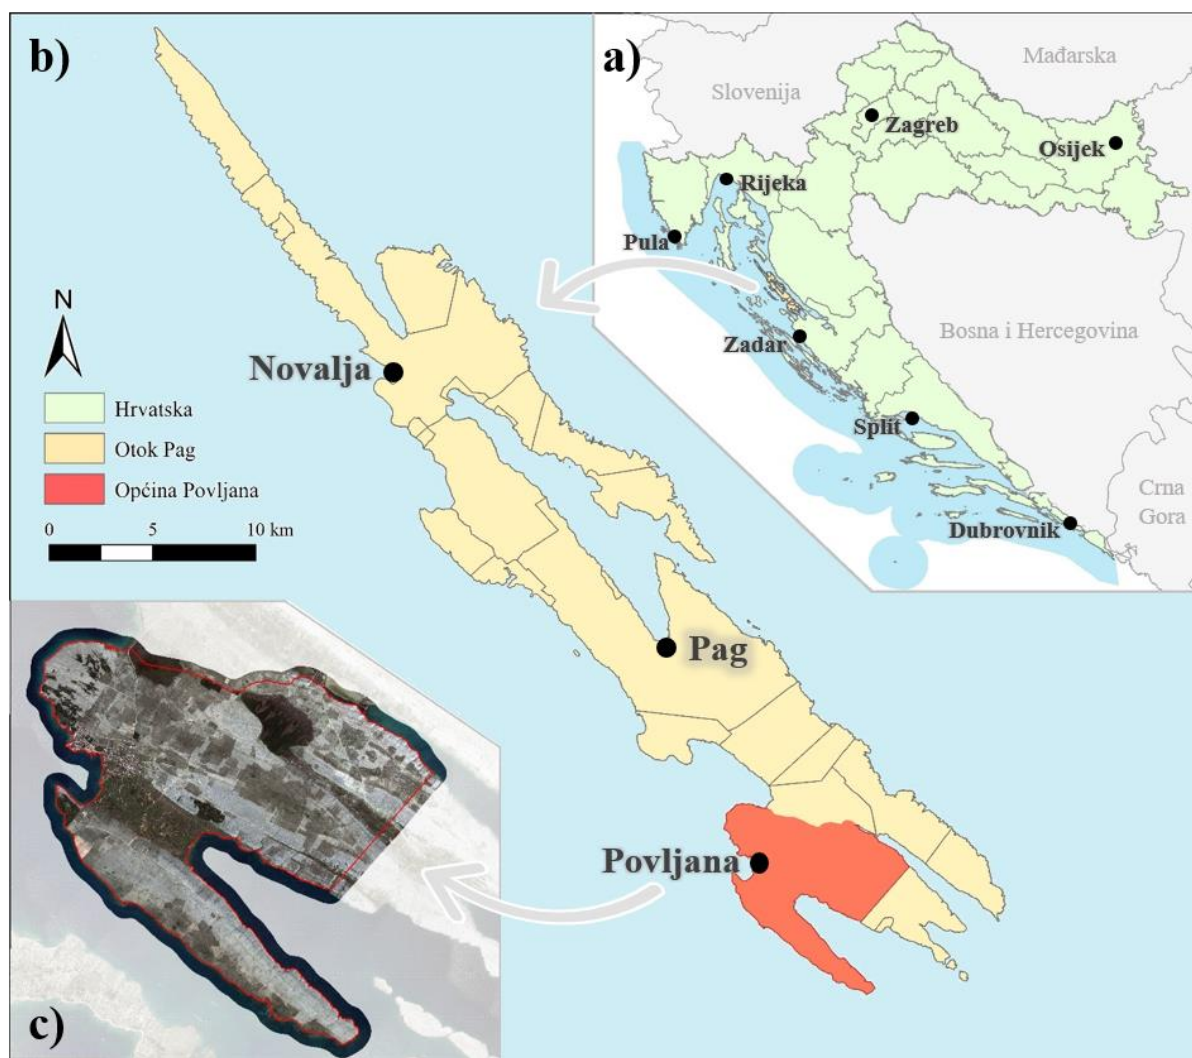 b)
N
Novalja
Hrvatska
Otok Pag
Općina Povljana
0 5 10 km
Pag
Povljana
a)
Mađarska
Slovenija
Zagreb
Osijek
Rijeka
Pula
Bosna i Hercegovina
Zadar
Split
Crna
Gora
Dubrovnik
c)